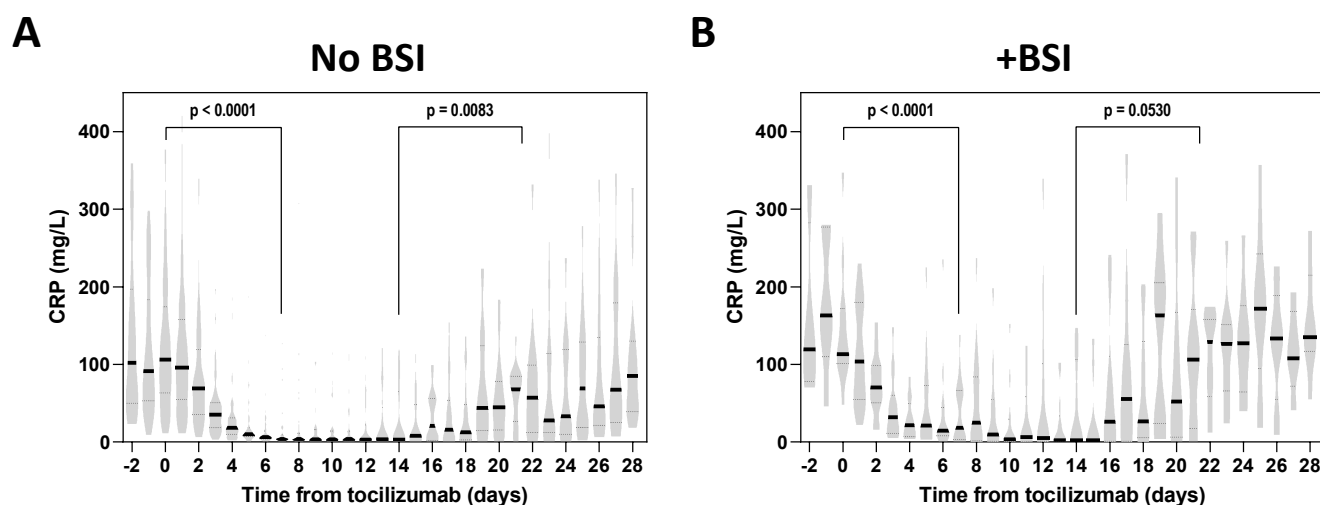 A
No BSI
p < 0.0001
p = 0.0083
400
300
200
100
0
CRP (mg/L)
-2 0 2 4 6 8 10 12 14 16 18 20 22 24 26 28
Time from tocilizumab (days)
B
+BSI
p < 0.0001
p = 0.0530
400
300
200
100
0
CRP (mg/L)
-2 0 2 4 6 8 10 12 14 16 18 20 22 24 26 28
Time from tocilizumab (days)